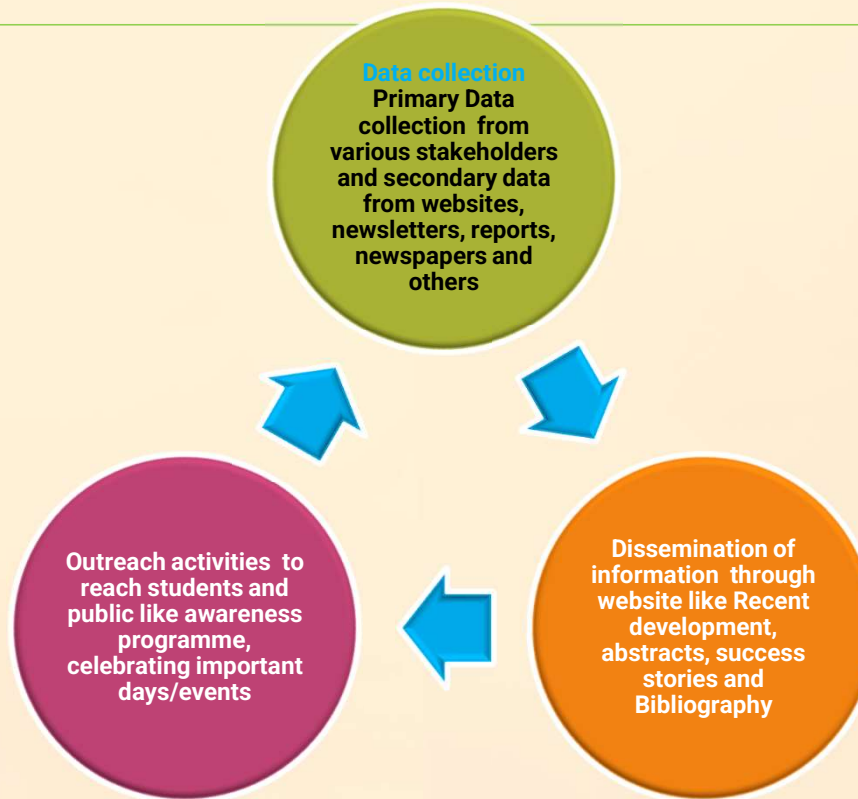 Data collection
Primary Data
collection from
various stakeholders
and secondary data
from websites,
newsletters, reports,
newspapers and
others
Dissemination of
information through
website like Recent
development,
abstracts, success
stories and
Bibliography
Outreach activities to
reach students and
public like awareness
programme,
celebrating important
days/events